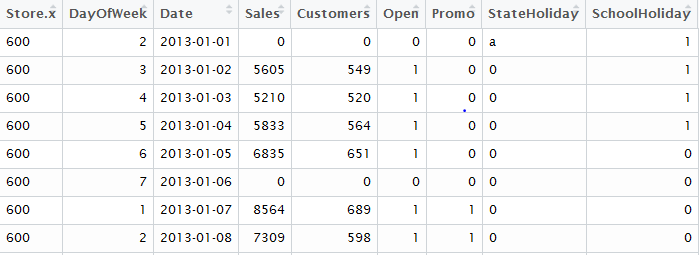 Store.x DayOfWeek Date Sales Customers Open Promo StateHoliday SchoolHoliday
600 2 2013-01-01 0 0 0 0 a 1
600 3 2013-01-02 5605 549 1 0 0 1
600 4 2013-01-03 5210 520 1 0 0 1
600 5 2013-01-04 5833 564 1 0 0 1
600 6 2013-01-05 6835 651 1 0 0 0
600 7 2013-01-06 0 0 0 0 0 0
600 1 2013-01-07 8564 689 1 1 0 0
600 2 2013-01-08 7309 598 1 1 0 0